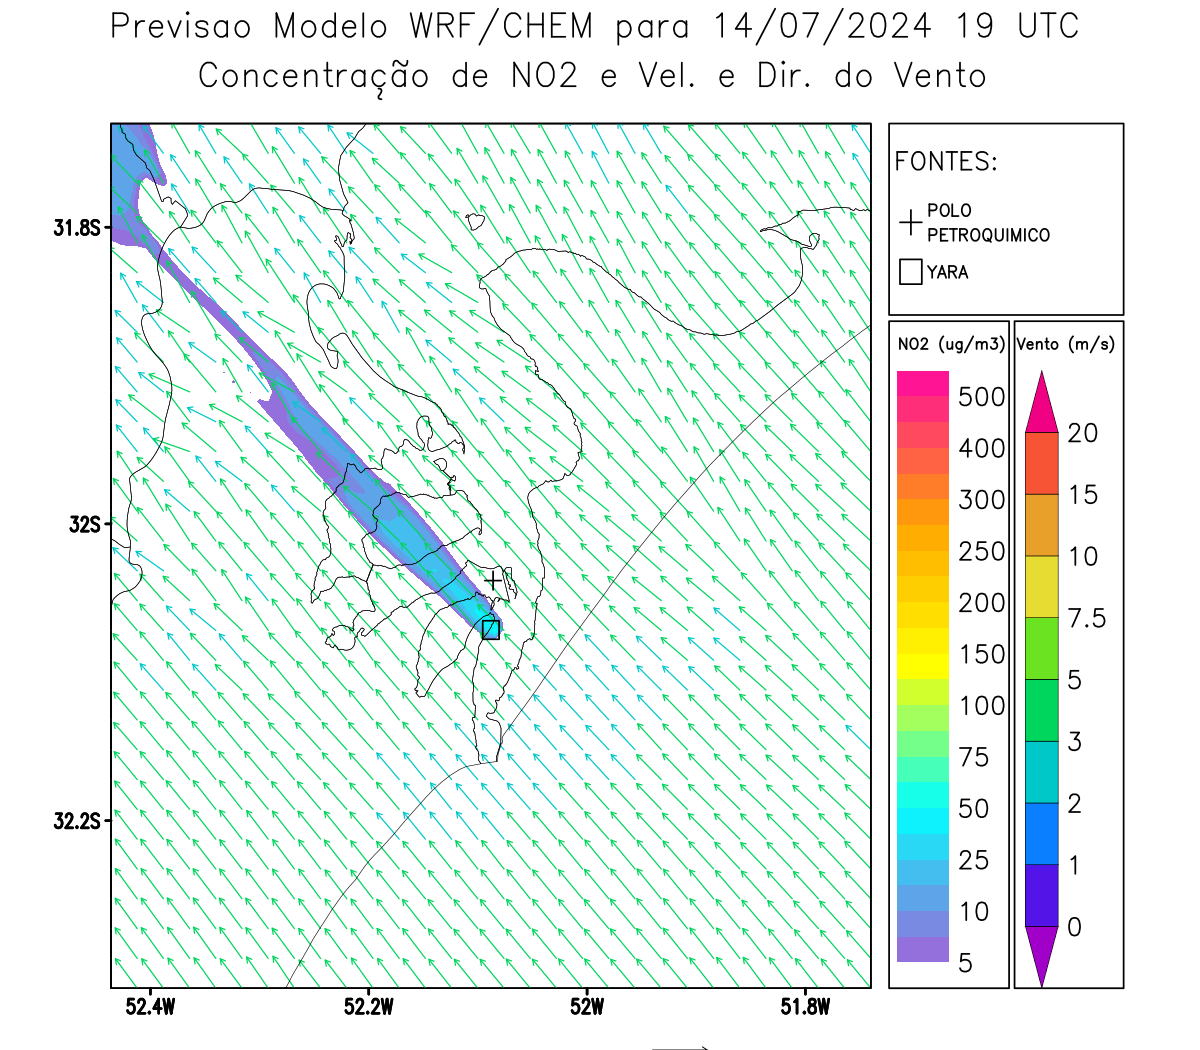 Previsao Modelo WRF/CHEM para 14/07/2024 19 UTC
Concentração de NO2 e Vel. e Dir. do Vento
FONTES:
POLO
PETROQUIMICO
YARA
31.8S
32S
32.2S
52.4W
52.2W
52W
51.8W
NO2 (ug/m3)
500
400
300
250
200
150
100
75
50
25
10
5
Vento (m/s)
20
15
10
7.5
5
3
2
1
0